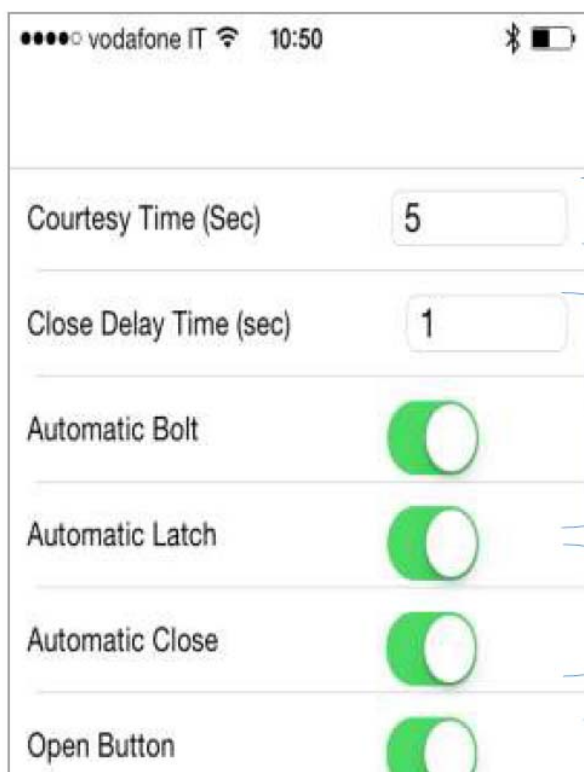 vodafone IT 10:50
Courtesy Time (Sec) 5
Close Delay Time (sec) 1
Automatic Bolt
Automatic Latch
Automatic Close
Open Button